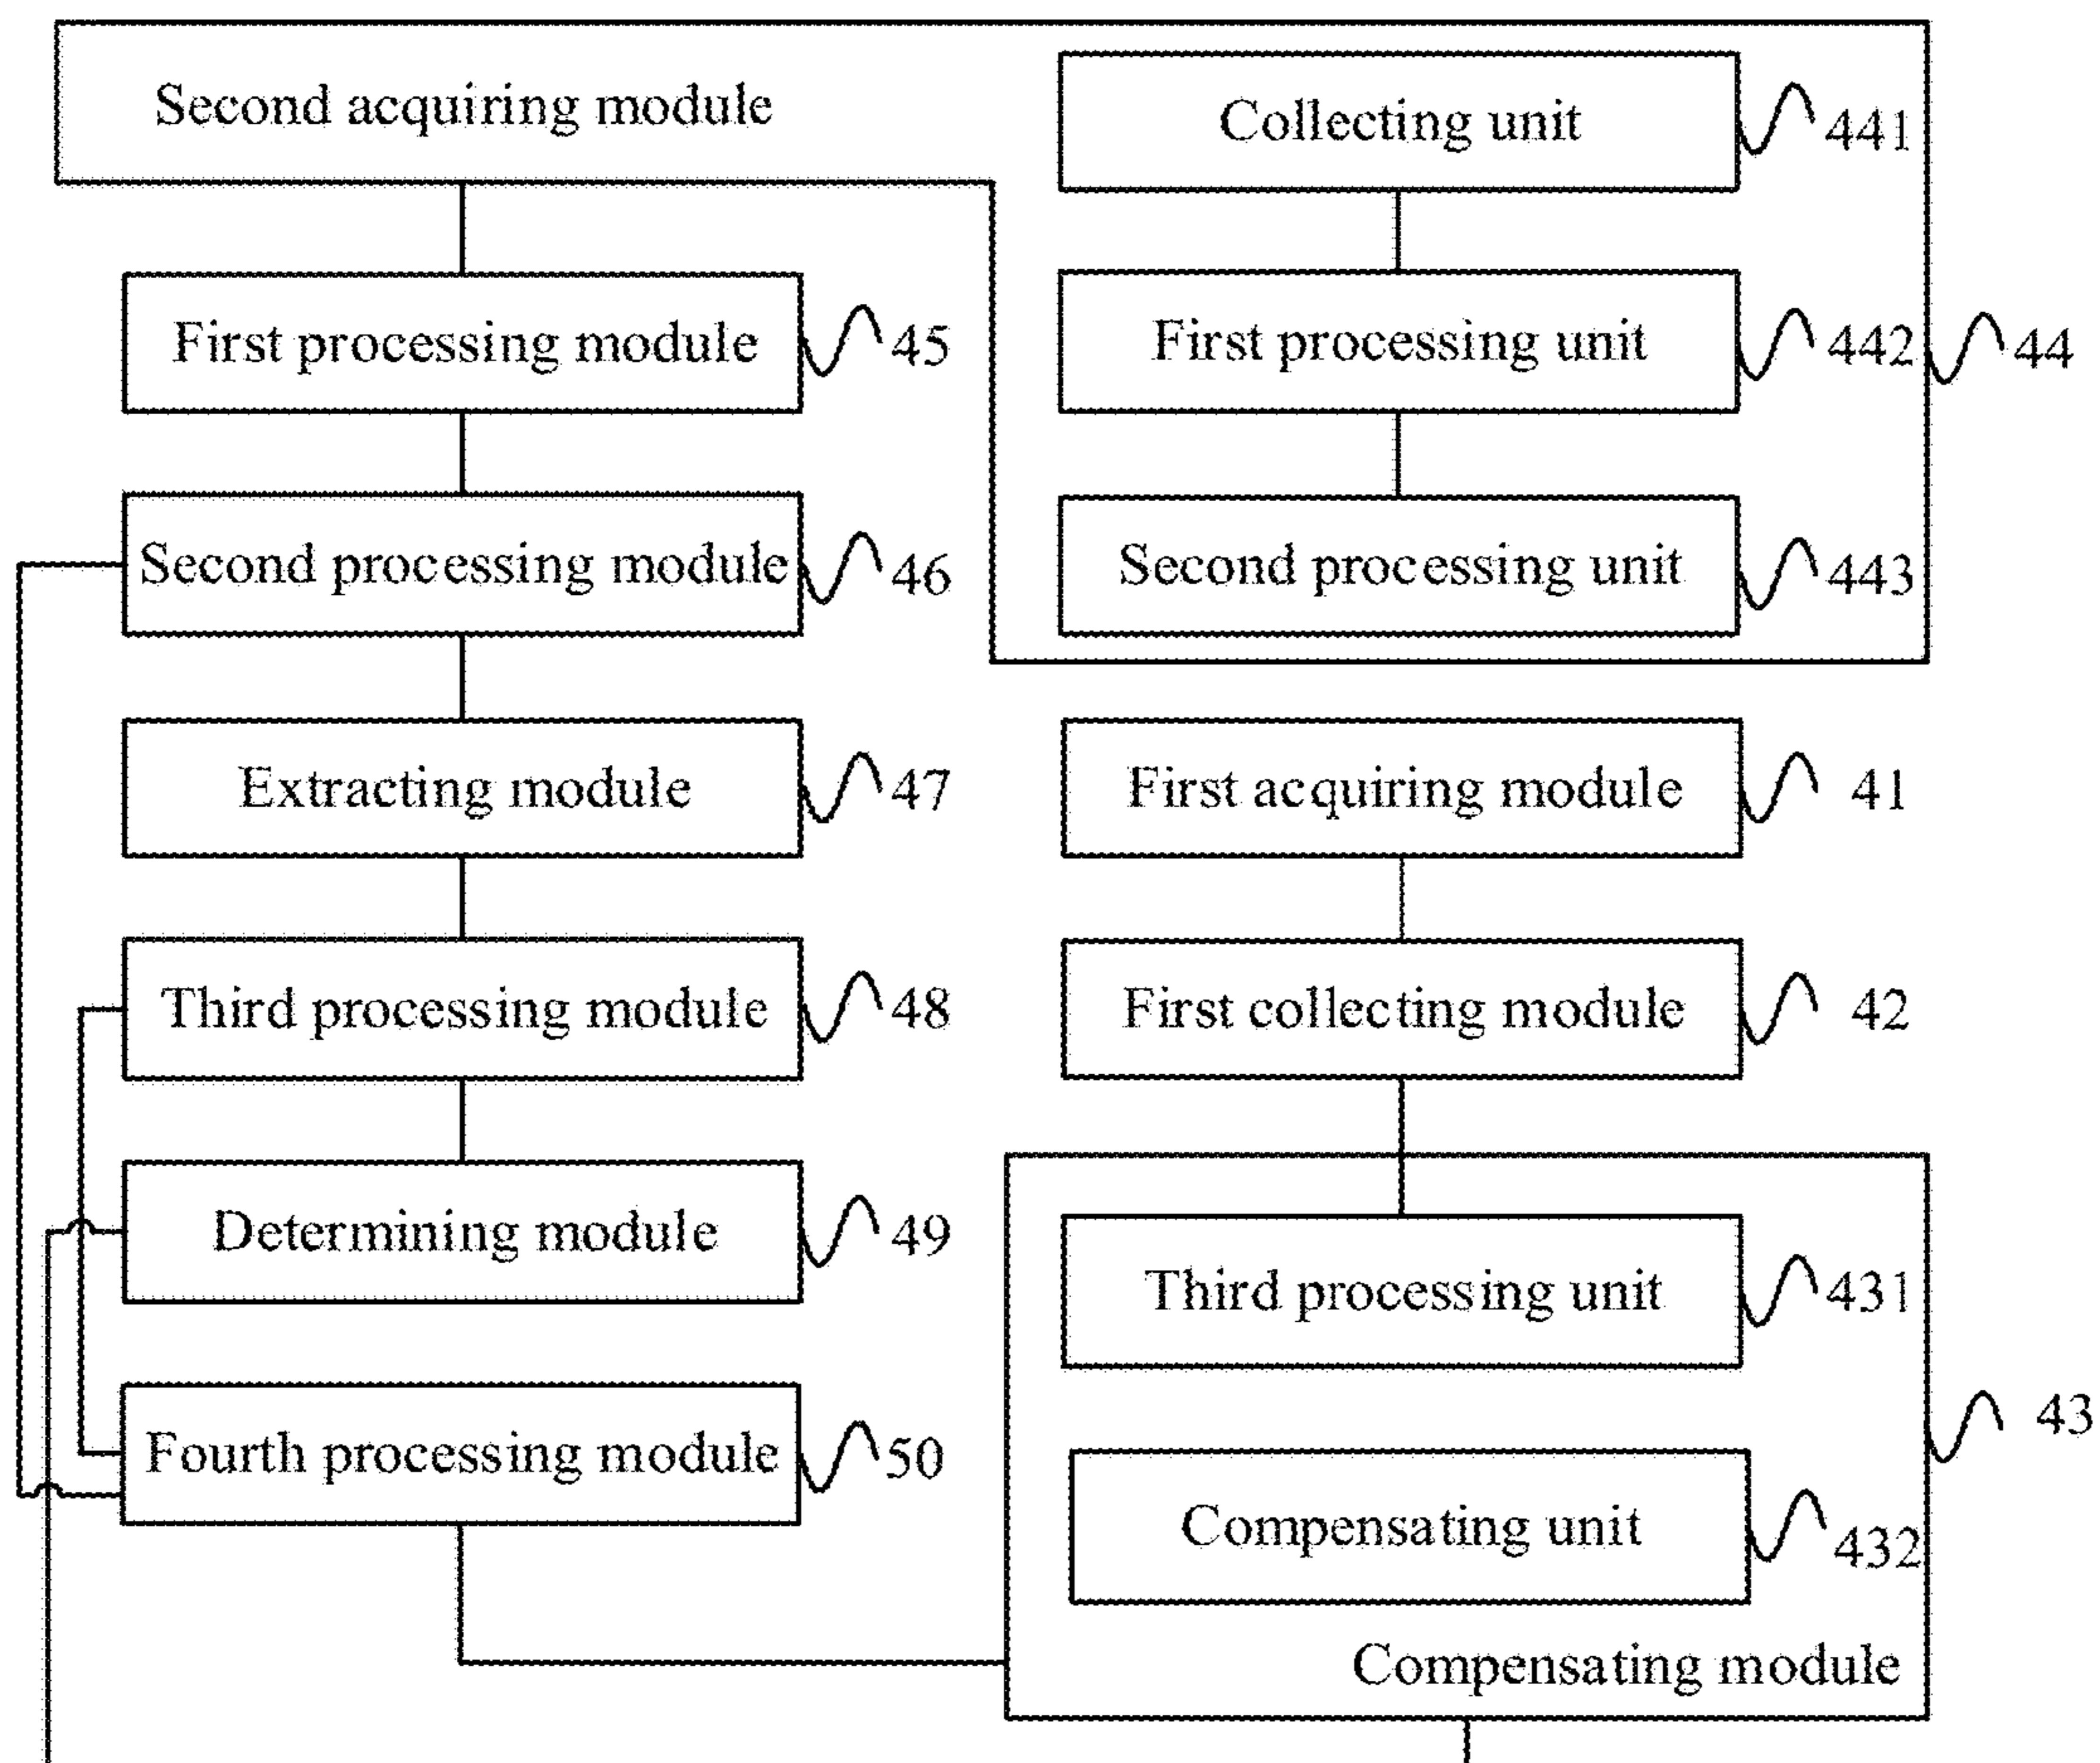 Second acquiring module
Collecting unit
441
First processing module
45
First processing unit
442
44
Second processing module
46
Second processing unit
443
Extracting module
47
First acquiring module
41
Third processing module
48
First collecting module
42
Determining module
49
Third processing unit
431
Fourth processing module
50
43
Compensating unit
432
Compensating module